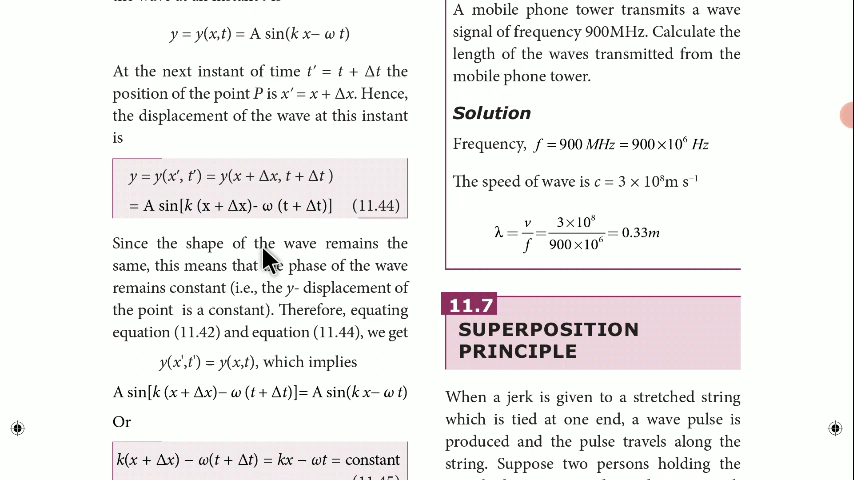 y = y(x,t) = A sin(k x− ω t)
At the next instant of time t′ = t + Δt the
position of the point P is x′ = x + Δx. Hence,
the displacement of the wave at this instant
is
y = y(x′, t′) = y(x + Δx, t + Δt )
= A sin[k (x + Δx)- ω (t + Δt)] (11.44)
Since the shape of the wave remains the
same, this means that the phase of the wave
remains constant (i.e., the y- displacement of
the point is a constant). Therefore, equating
equation (11.42) and equation (11.44), we get
y(x′,t′) = y(x,t), which implies
A sin[k (x + Δx)− ω (t + Δt)]= A sin(k x− ω t)
Or
k(x + Δx) − ω(t + Δt) = kx − ωt = constant
A mobile phone tower transmits a wave
signal of frequency 900MHz. Calculate the
length of the waves transmitted from the
mobile phone tower.
Solution
Frequency, f = 900 MHz = 900×10⁶ Hz
The speed of wave is c = 3 × 10⁸m s⁻¹
λ = v/f = 3×10⁸/900×10⁶ = 0.33m
11.7
SUPERPOSITION
PRINCIPLE
When a jerk is given to a stretched string
which is tied at one end, a wave pulse is
produced and the pulse travels along the
string. Suppose two persons holding the